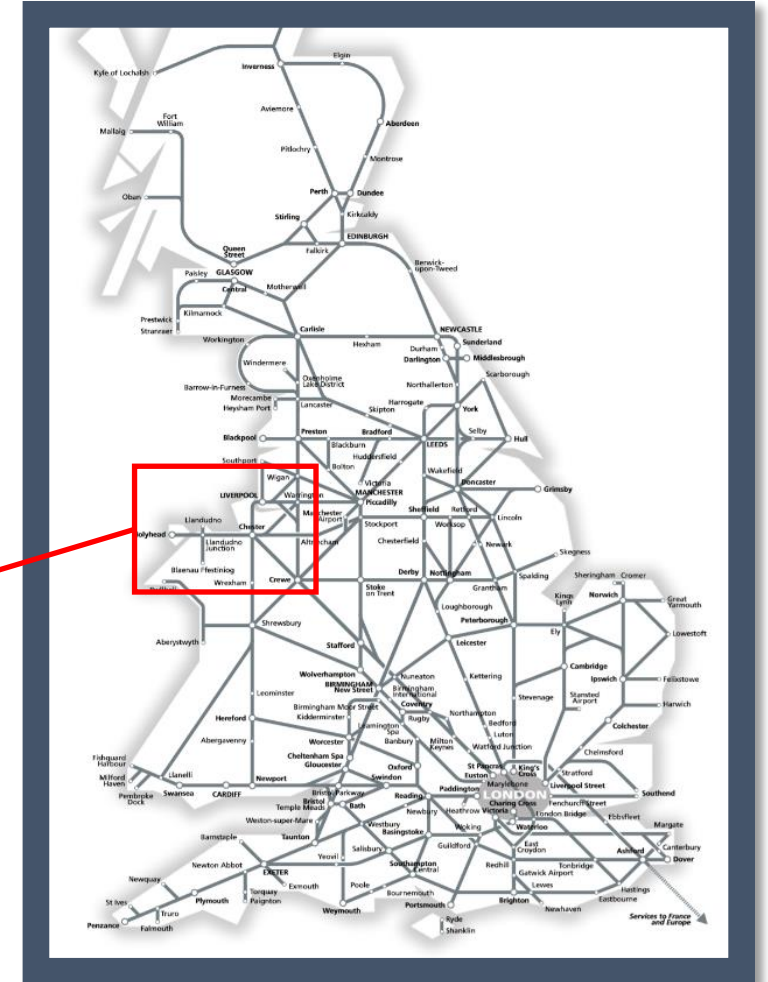 Elgin
Inverness
Kyle of Lochalsh
Aviemore
Fort
William
Mallaig
Aberdeen
Pitlochry
Montrose
Perth
Dundee
Oban
Stirling
Kirkcaldy
EDINBURGH
Queen
Street
Falkirk
Berwick-
upon-Tweed
Paisley
GLASGOW
Central
Motherwell
Kilmarnock
Prestwick
Stranraer
Carlisle
NEWCASTLE
Workington
Hexham
Durham
Sunderland
Darlington
Middlesbrough
Windermere
Scarborough
Oxenholme
Lake District
Barrow-in-Furness
Northallerton
Morecambe
Heysham Port
Lancaster
Harrogate
Skipton
York
Blackpool
Preston
Bradford
Selby
Hull
Blackburn
LEEDS
Huddersfield
Southport
Bolton
Wakefield
Wigan
Victoria
Doncaster
Grimsby
LIVERPOOL
Warrington
MANCHESTER
Piccadilly
Manchester
Airport
Sheffield
Retford
Lincoln
Llandudno
Stockport
Worksop
Holyhead
Chester
Llandudno
Junction
Altrincham
Chesterfield
Newark
Skegness
Blaenau Ffestiniog
Wrexham
Crewe
Stoke
on Trent
Derby
Nottingham
Spalding
Grantham
Sheringham
Cromer
Kings
Lynn
Norwich
Great
Yarmouth
Loughborough
Shrewsbury
Peterborough
Ely
Lowestoft
Aberystwyth
Stafford
Leicester
Wolverhampton
Nuneaton
Kettering
Cambridge
BIRMINGHAM
New Street
Birmingham
International
Ipswich
Felixstowe
Leominster
Coventry
Stevenage
Stansted
Airport
Harwich
Birmingham Moor Street
Kidderminster
Rugby
Northampton
Hereford
Leamington
Spa
Bedford
Colchester
Abergavenny
Worcester
Banbury
Milton
Keynes
Luton
Watford Junction
Chelmsford
Cheltenham Spa
Gloucester
Oxford
St Pancras
King's
Cross
Fishguard
Harbour
Euston
Stratford
Llanelli
Swindon
Marylebone
Liverpool Street
Milford
Haven
Newport
Paddington
LONDON
Southend
Pembroke
Dock
Swansea
CARDIFF
Bristol Parkway
Reading
Fenchurch Street
Bristol
Temple Meads
Bath
Newbury
Heathrow
Victoria
Charing Cross
London Bridge
Ebbsfleet
Weston-super-Mare
Westbury
Basingstoke
Woking
Waterloo
Margate
Barnstaple
Taunton
Salisbury
Guildford
East
Croydon
Canterbury
Yeovil
Ashford
Dover
Newton Abbot
Southampton
Central
Redhill
Tonbridge
Gatwick Airport
EXETER
Newquay
Exmouth
Poole
Lewes
Hastings
Torquay
Paignton
Bournemouth
Eastbourne
St Ives
Plymouth
Weymouth
Portsmouth
Brighton
Newhaven
Truro
Penzance
Falmouth
Ryde
Shanklin
Services to France
and Europe